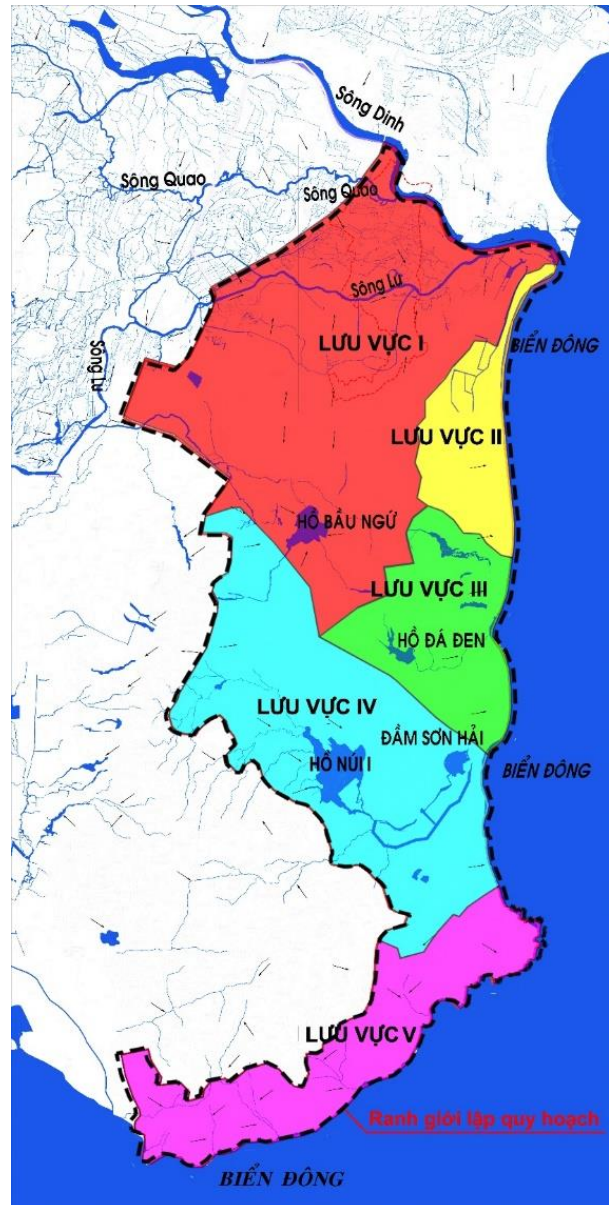 Sông Dinh
Sông Quao
Sông Quao
Sông Lu
LƯU VỰC I
BIỂN ĐÔNG
Sông Lu
LƯU VỰC II
HỒ BẦU NGỨ
LƯU VỰC III
HỒ ĐÁ ĐEN
LƯU VỰC IV
ĐẦM SƠN HẢI
HỒ NÚI I
BIỂN ĐÔNG
LƯU VỰC V
Ranh giới lập quy hoạch
BIỂN ĐÔNG